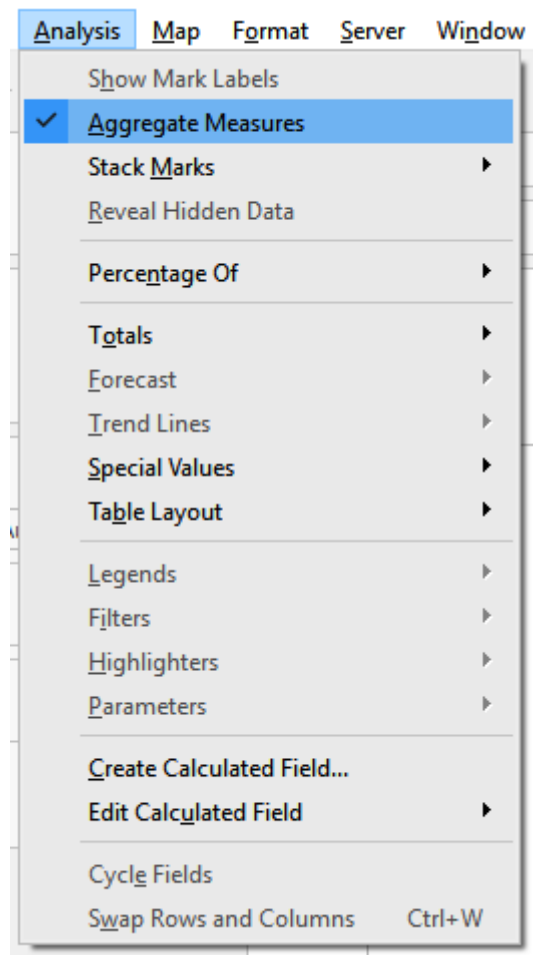 Analysis Map Format Server Window
Show Mark Labels
Aggregate Measures
Stack Marks
Reveal Hidden Data
Percentage Of
Totals
Forecast
Trend Lines
Special Values
Table Layout
Legends
Filters
Highlighters
Parameters
Create Calculated Field...
Edit Calculated Field
Cycle Fields
Swap Rows and Columns Ctrl+W